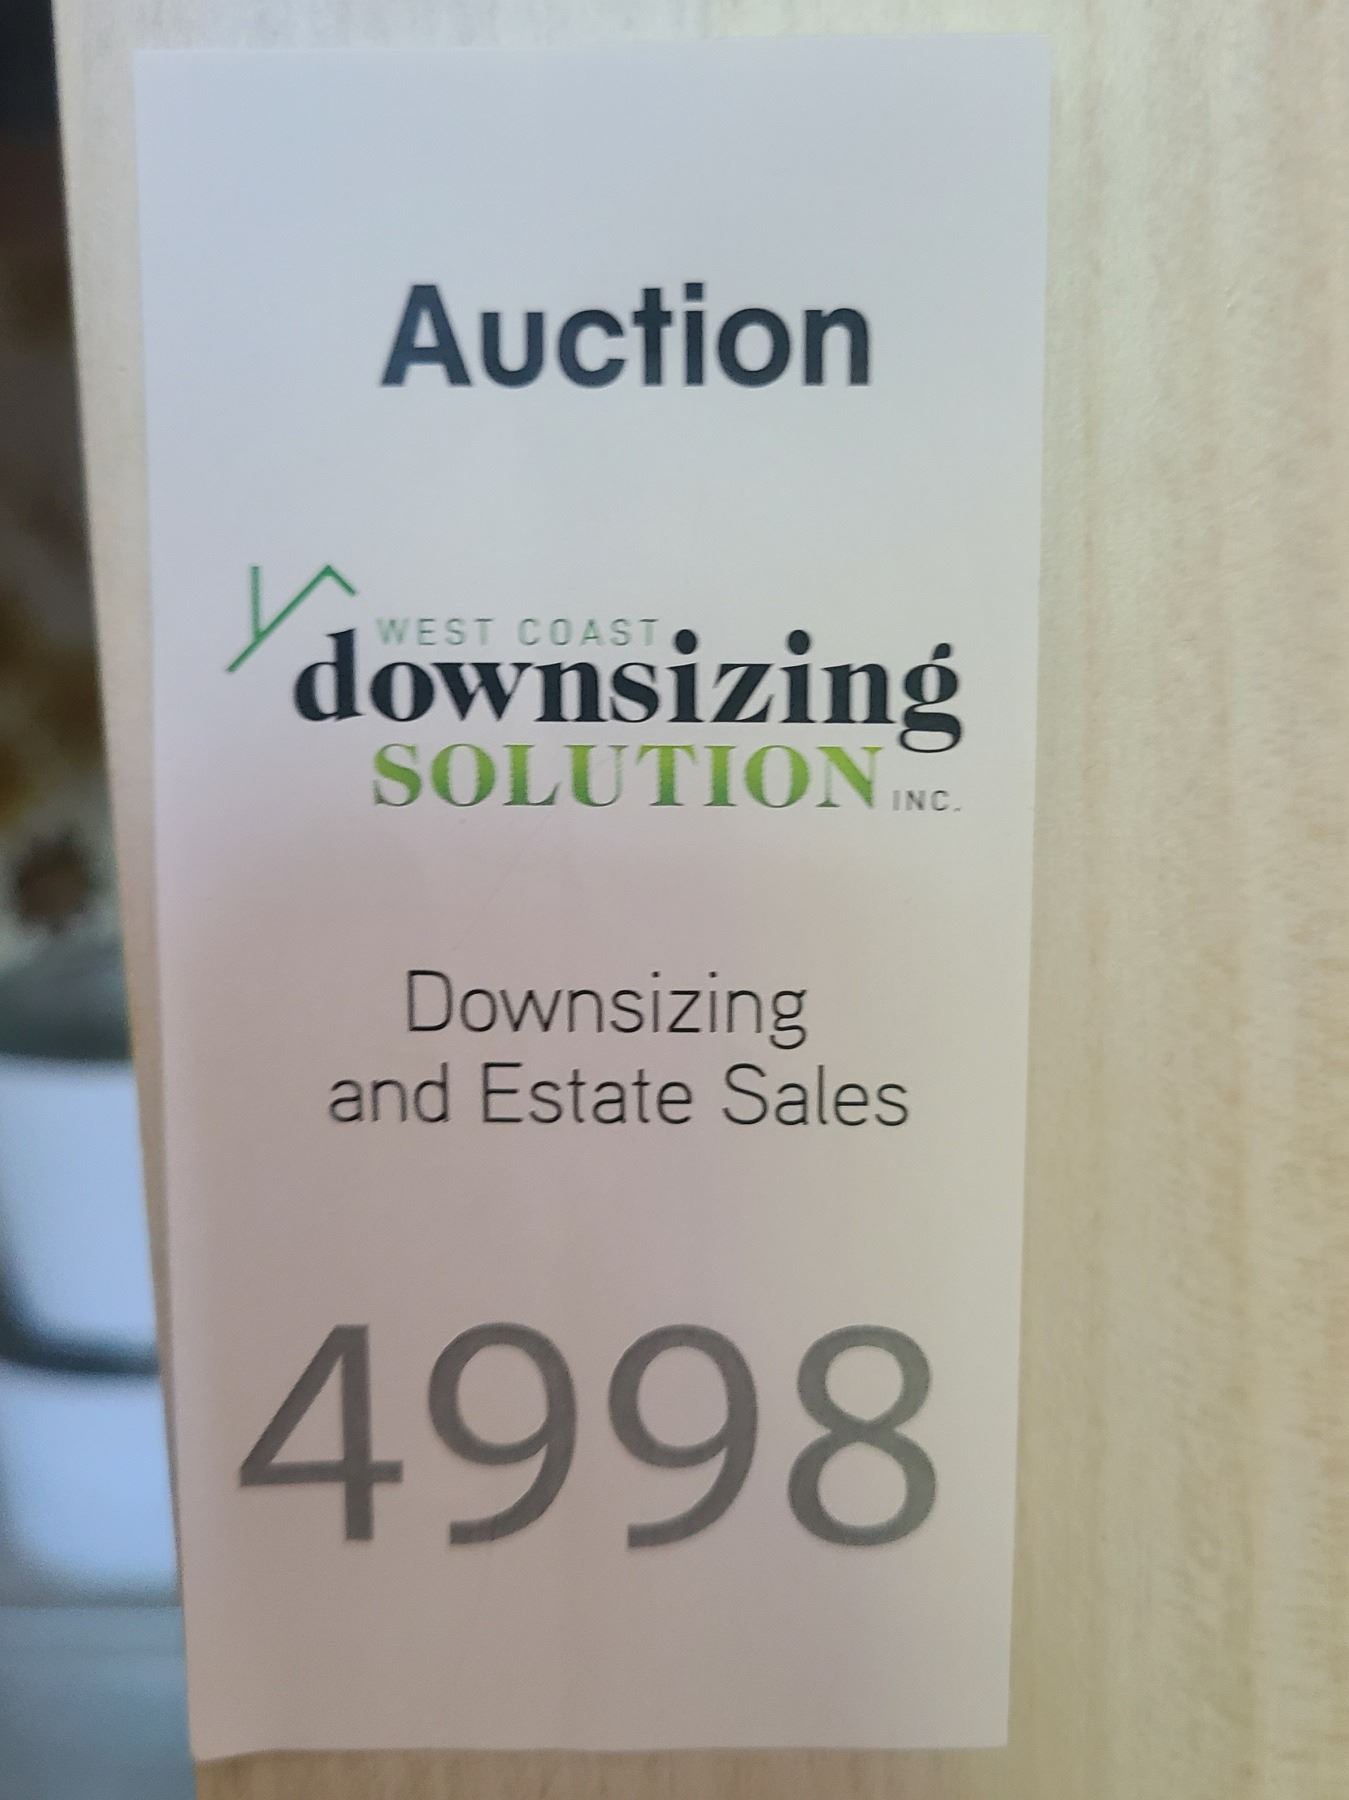 Auction
WEST COAST
downsizing
SOLUTION INC.
Downsizing
and Estate Sales
4998